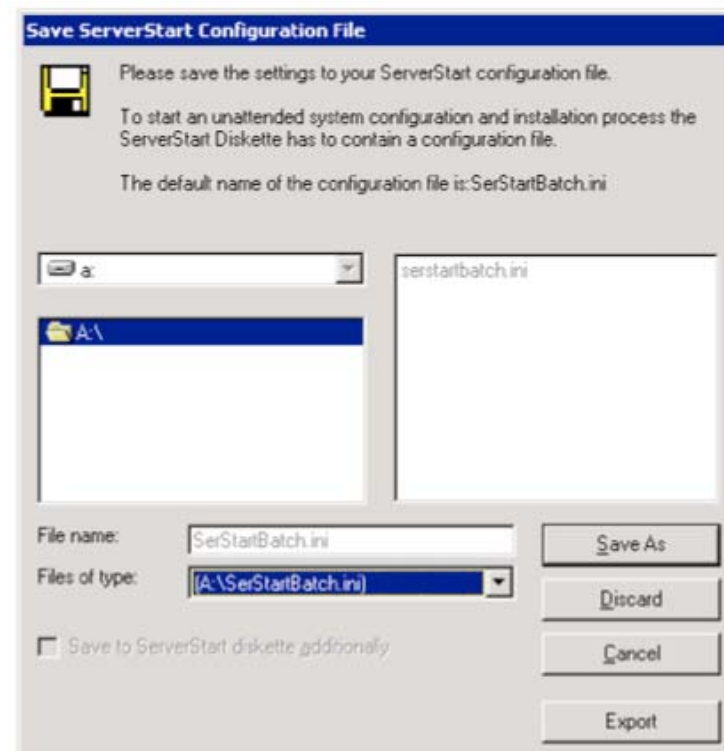 Save ServerStart Configuration File
Please save the settings to your ServerStart configuration file.
To start an unattended system configuration and installation process the
ServerStart Diskette has to contain a configuration file.
The default name of the configuration file is:SerStartBatch.ini
a:
serstartbatch.ini
A:\
File name:
SerStartBatch.ini
Save As
Files of type:
(A:\SerStartBatch.ini)
Discard
Save to ServerStart diskette additionally
Cancel
Export